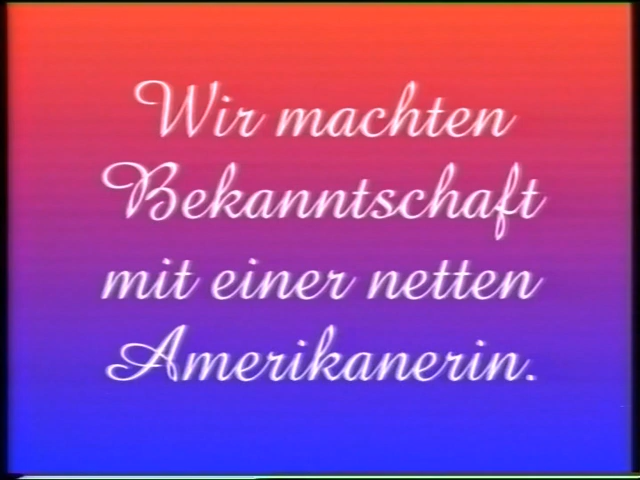 Wir machten
Bekanntschaft
mit einer netten
Amerikanerin.